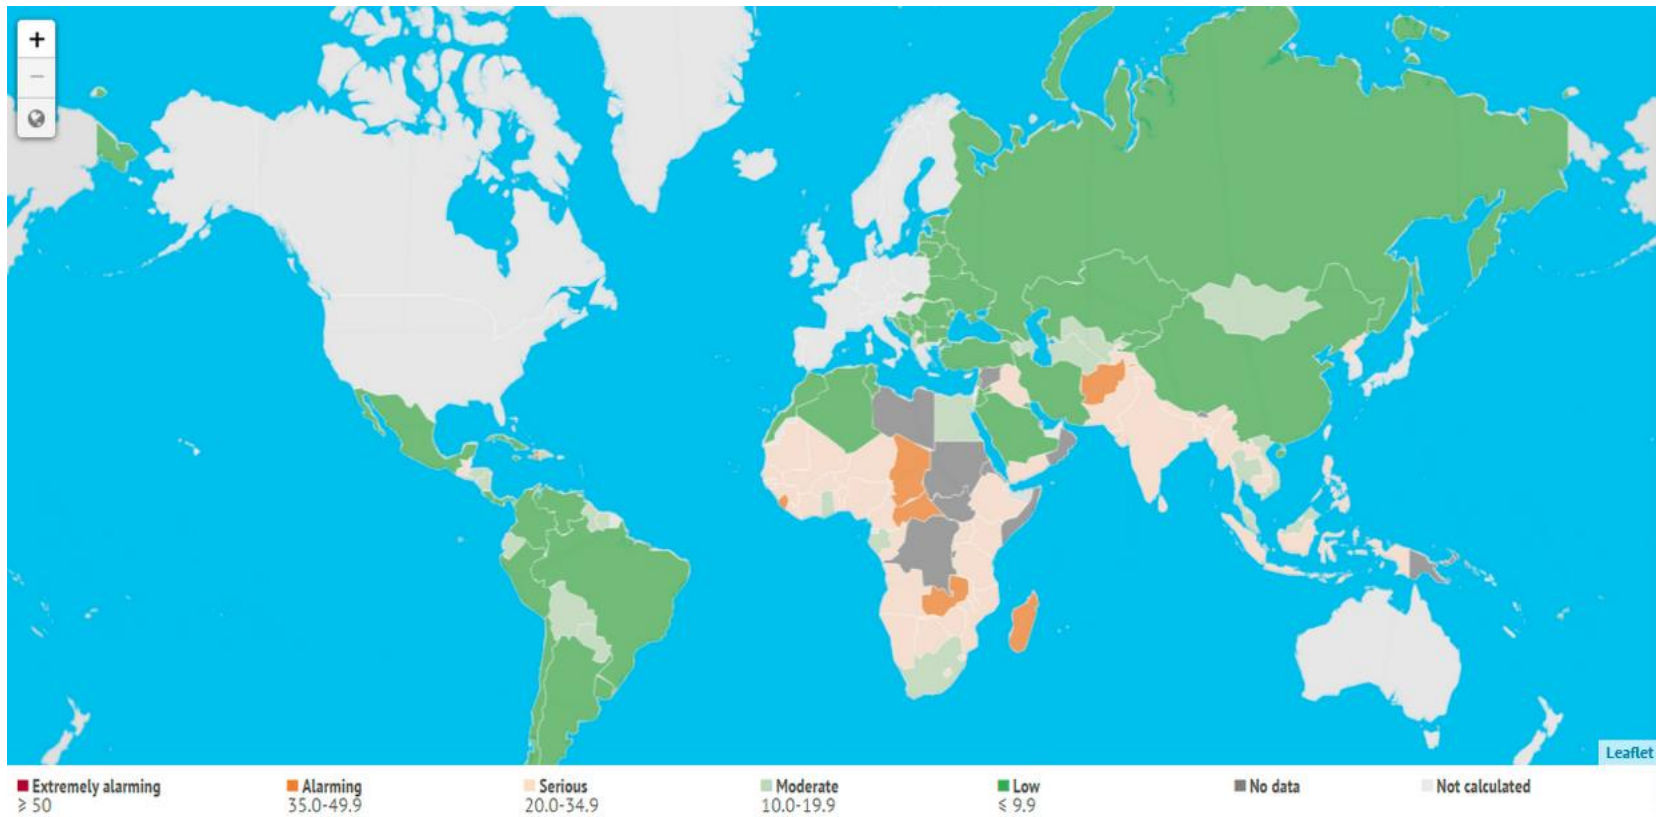 +
−
Leaflet
Extremely alarming
⩾ 50
Alarming
35.0-49.9
Serious
20.0-34.9
Moderate
10.0-19.9
Low
⩽ 9.9
No data
Not calculated